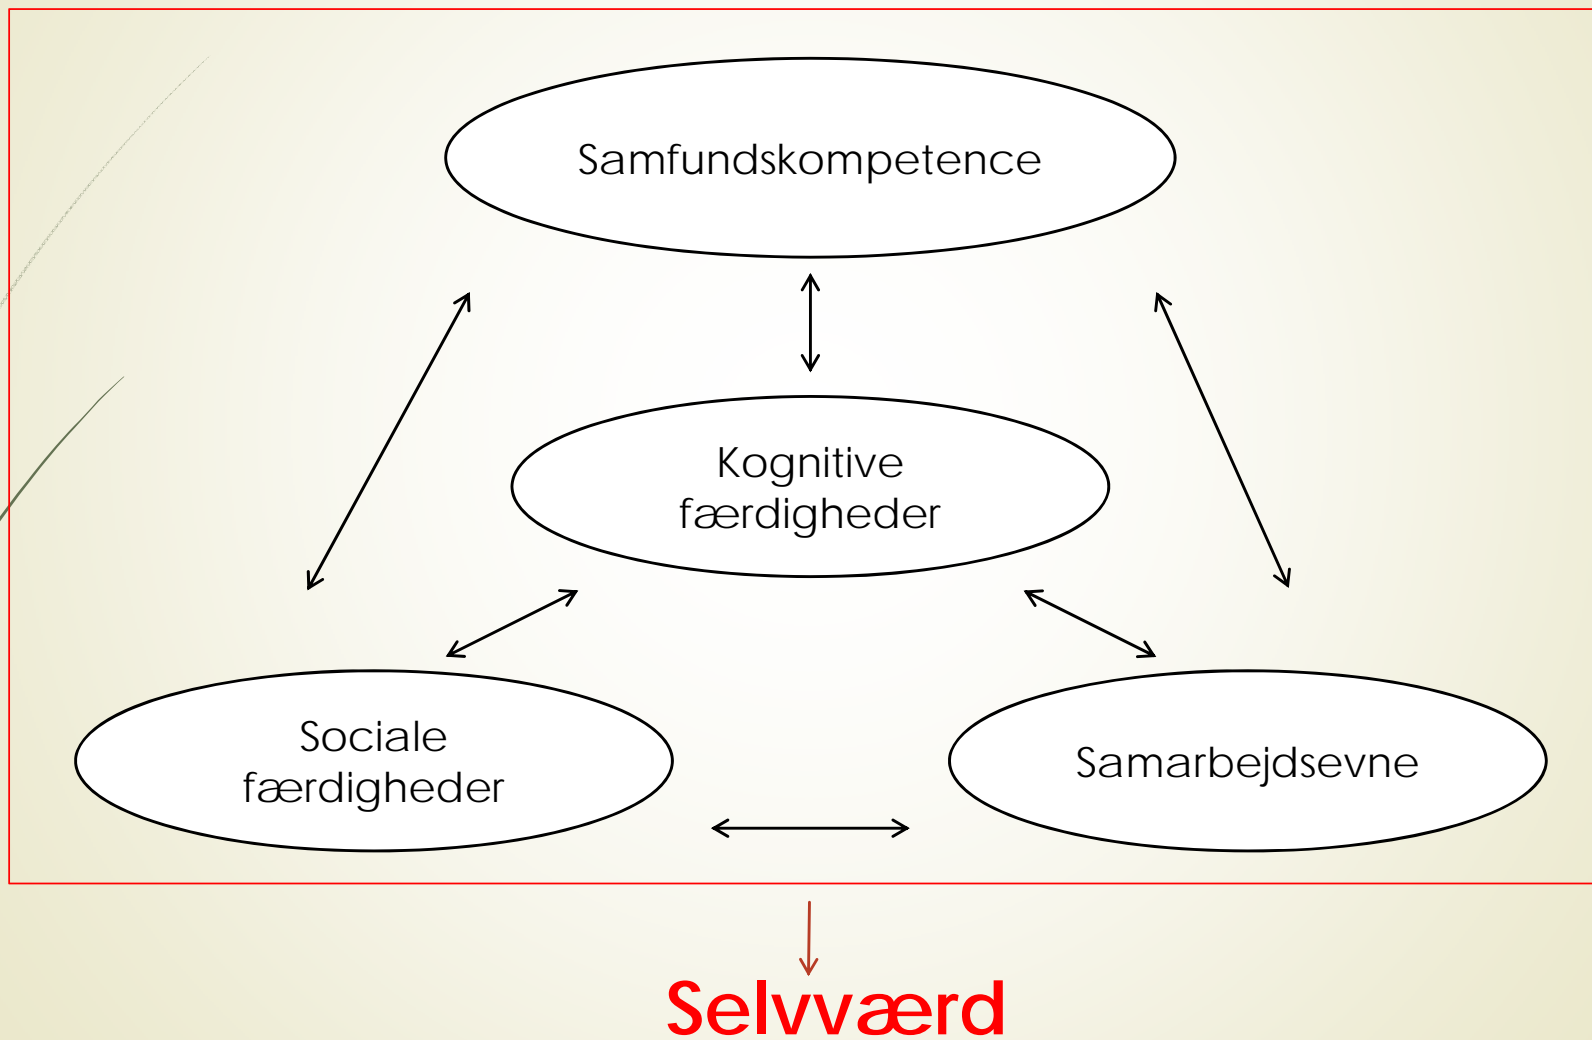 Samfundskompetence
Kognitive
færdigheder
Sociale
færdigheder
Samarbejdsevne
Selvværd